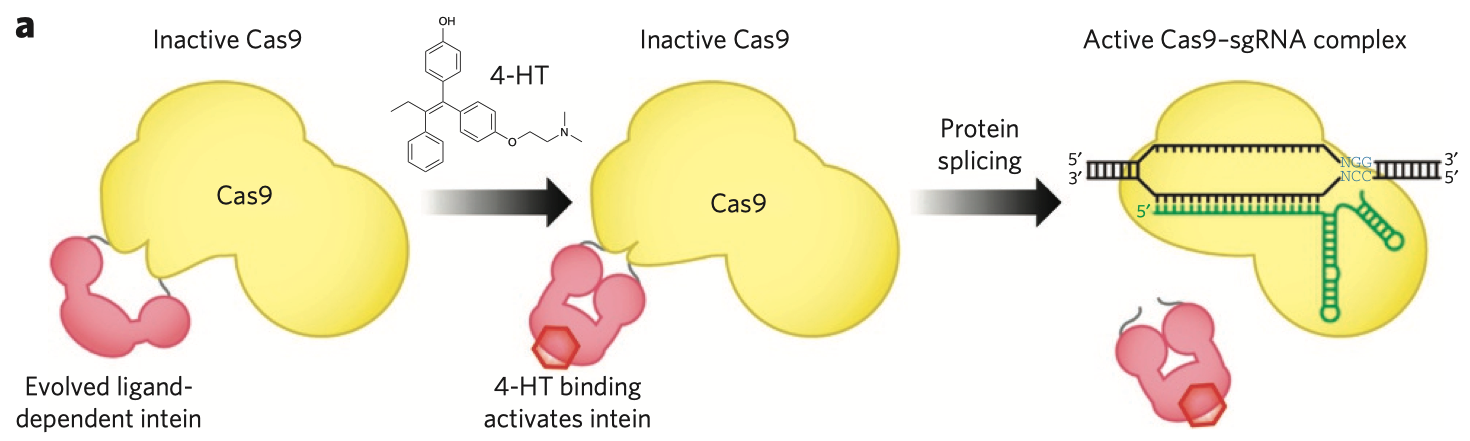 a
Inactive Cas9
OH
4-HT
N
O
Inactive Cas9
Active Cas9–sgRNA complex
Cas9
Cas9
Protein
splicing
5′
3′
NGG
NCC
3′
5′
5′
Evolved ligand-
dependent intein
4-HT binding
activates intein